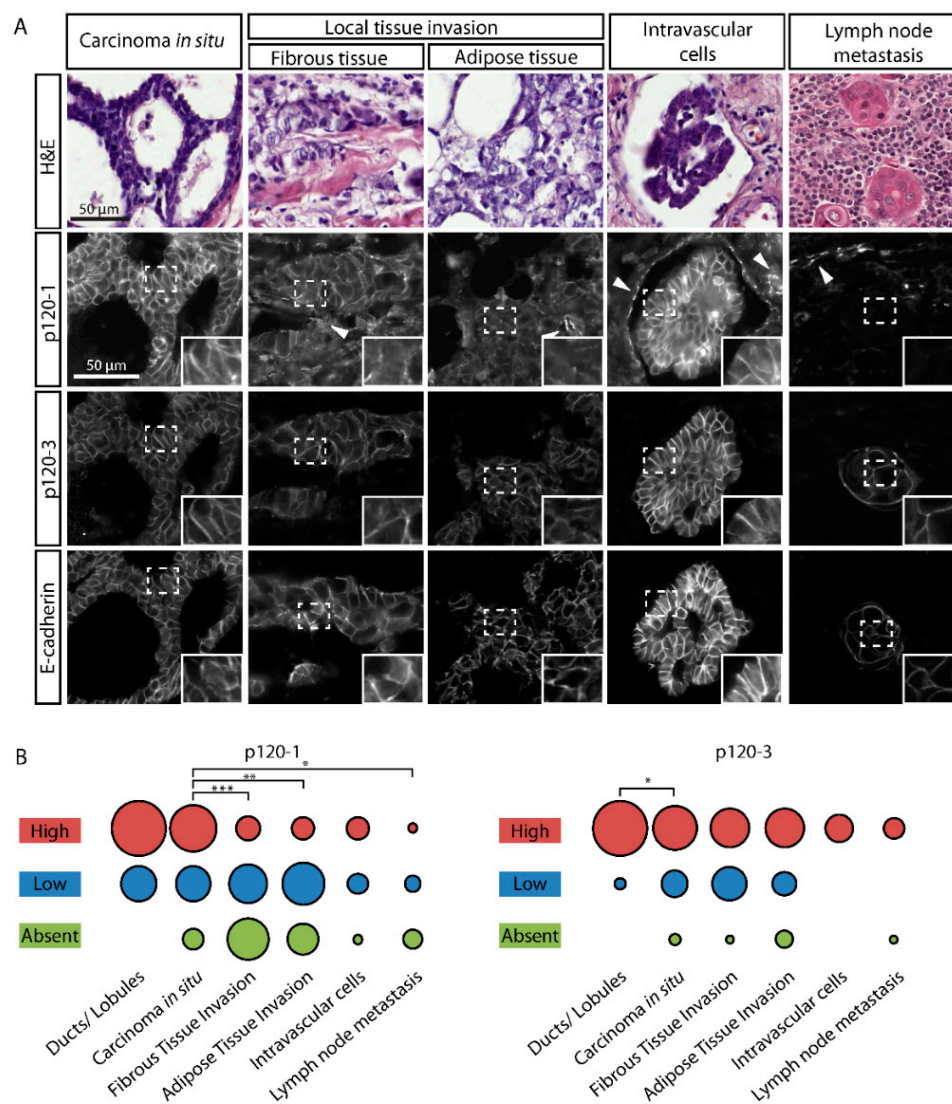 A
Carcinoma in situ
Local tissue invasion
Fibrous tissue
Adipose tissue
Intravascular
cells
Lymph node
metastasis
H&E
50 µm
p120-1
50 µm
p120-3
E-cadherin
B
p120-1
*
**
***
High
Low
Absent
Ducts/ Lobules
Carcinoma in situ
Fibrous Tissue Invasion
Adipose Tissue Invasion
Intravascular cells
Lymph node metastasis
p120-3
*
High
Low
Absent
Ducts/ Lobules
Carcinoma in situ
Fibrous Tissue Invasion
Adipose Tissue Invasion
Intravascular cells
Lymph node metastasis